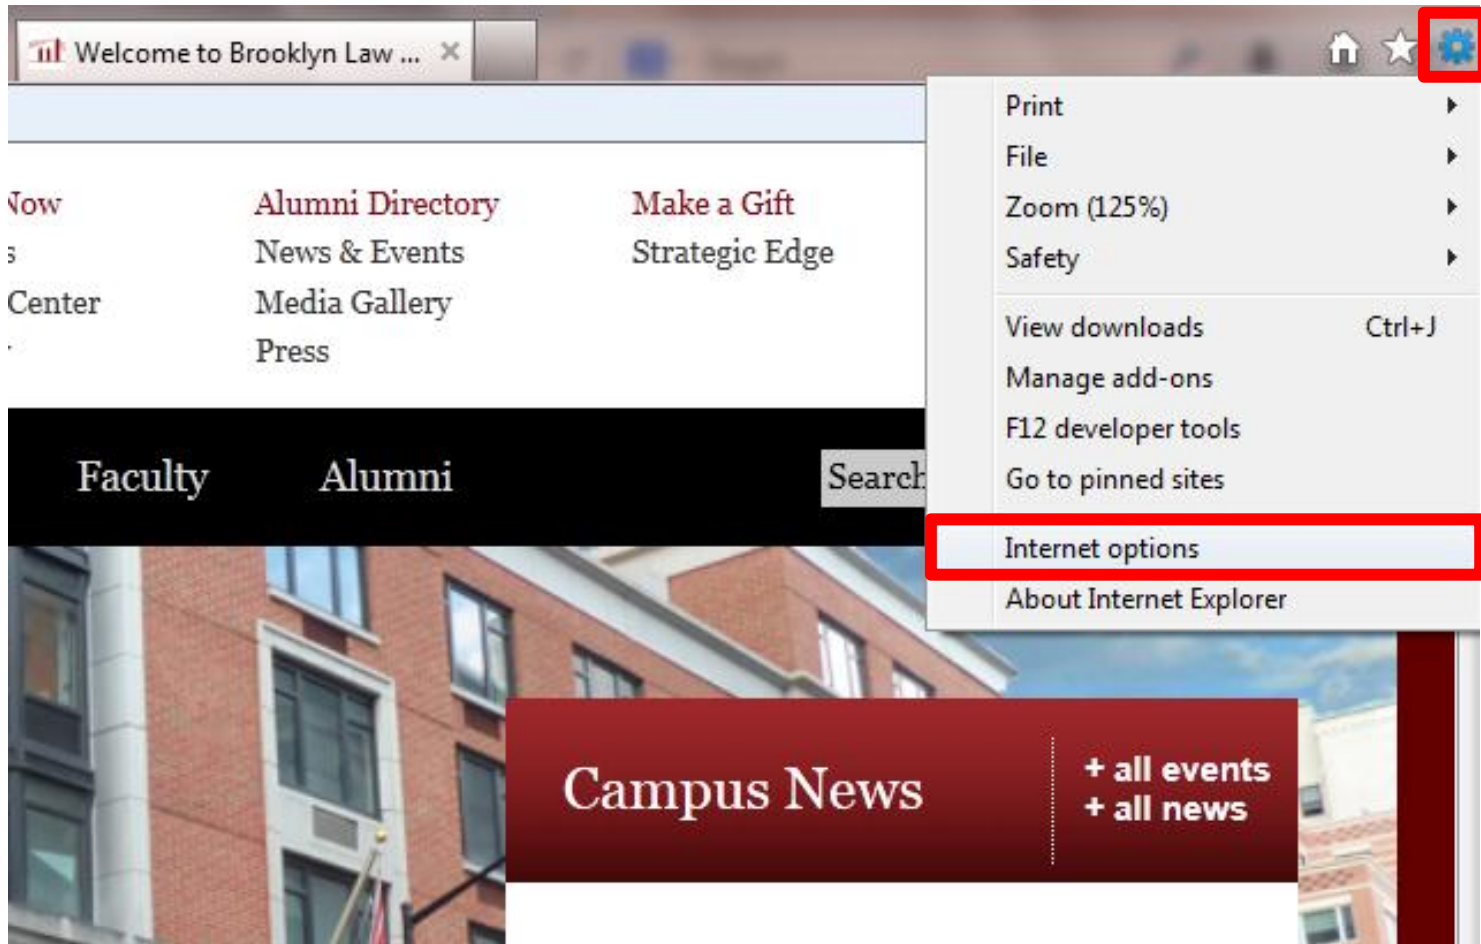 Welcome to Brooklyn Law ...
Print
File
Zoom (125%)
Safety
View downloads Ctrl+J
Manage add-ons
F12 developer tools
Go to pinned sites
Internet options
About Internet Explorer
Now
Center
Alumni Directory
News & Events
Media Gallery
Press
Make a Gift
Strategic Edge
Faculty Alumni Search
Campus News
+ all events
+ all news